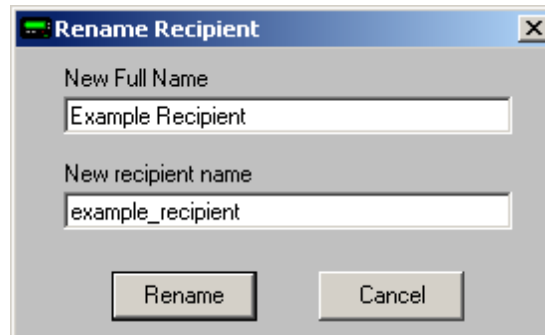 Rename Recipient
New Full Name
Example Recipient
New recipient name
example_recipient
Rename Cancel